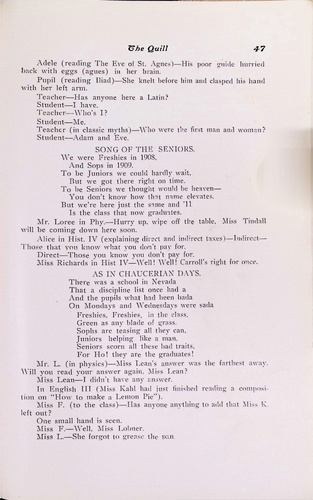 The Quill 47
Adele (reading The Eve of St. Agnes)—His poor guide hurried
back with eggs (agues) in her brain.
Pupil (reading Iliad)—She knelt before him and clasped his hand
with her left arm.
Teacher—Has anyone here a Latin?
Student—I have.
Teacher—Who's I?
Student—Me.
Teacher (in classic myths)—Who were the first man and woman?
Student—Adam and Eve.
SONG OF THE SENIORS.
We were Freshies in 1908,
And Sops in 1909.
To be Juniors we could hardly wait,
But we got there right on time.
To be Seniors we thought would be heaven—
You don't know how that name elevates.
But we're here just the same and '11
Is the class that now graduates.
Mr. Loree in Phy.—Hurry up, wipe off the table, Miss Tindall
will be coming down here soon.
Alice in Hist. IV (explaining direct and indirect taxes)—Indirect—
Those that you know what you don't pay for.
Direct—Those you know you don't pay for.
Miss Richards in Hist IV—Well! Well! Carroll's right for once.
AS IN CHAUCERIAN DAYS.
There was a school in Nevada
That a discipline list once had a
And the pupils what had been bada
On Mondays and Wednesdays were sada
Freshies, Freshies, in the class,
Green as any blade of grass.
Sophs are teasing all they can,
Juniors helping like a man.
Seniors scorn all these bad traits,
For Ho! they are the graduates!
Mr. L. (in physics)—Miss Lean's answer was the farthest away.
Will you read your answer again, Miss Lean?
Miss Lean—I didn't have any answer.
In English III (Miss Kahl had just finished reading a composi-
tion on "How to make a Lemon Pie").
Miss F. (to the class)—Has anyone anything to add that Miss K.
left out?
One small hand is seen.
Miss F.—Well, Miss Lohner.
Miss L.—She forgot to grease the pan